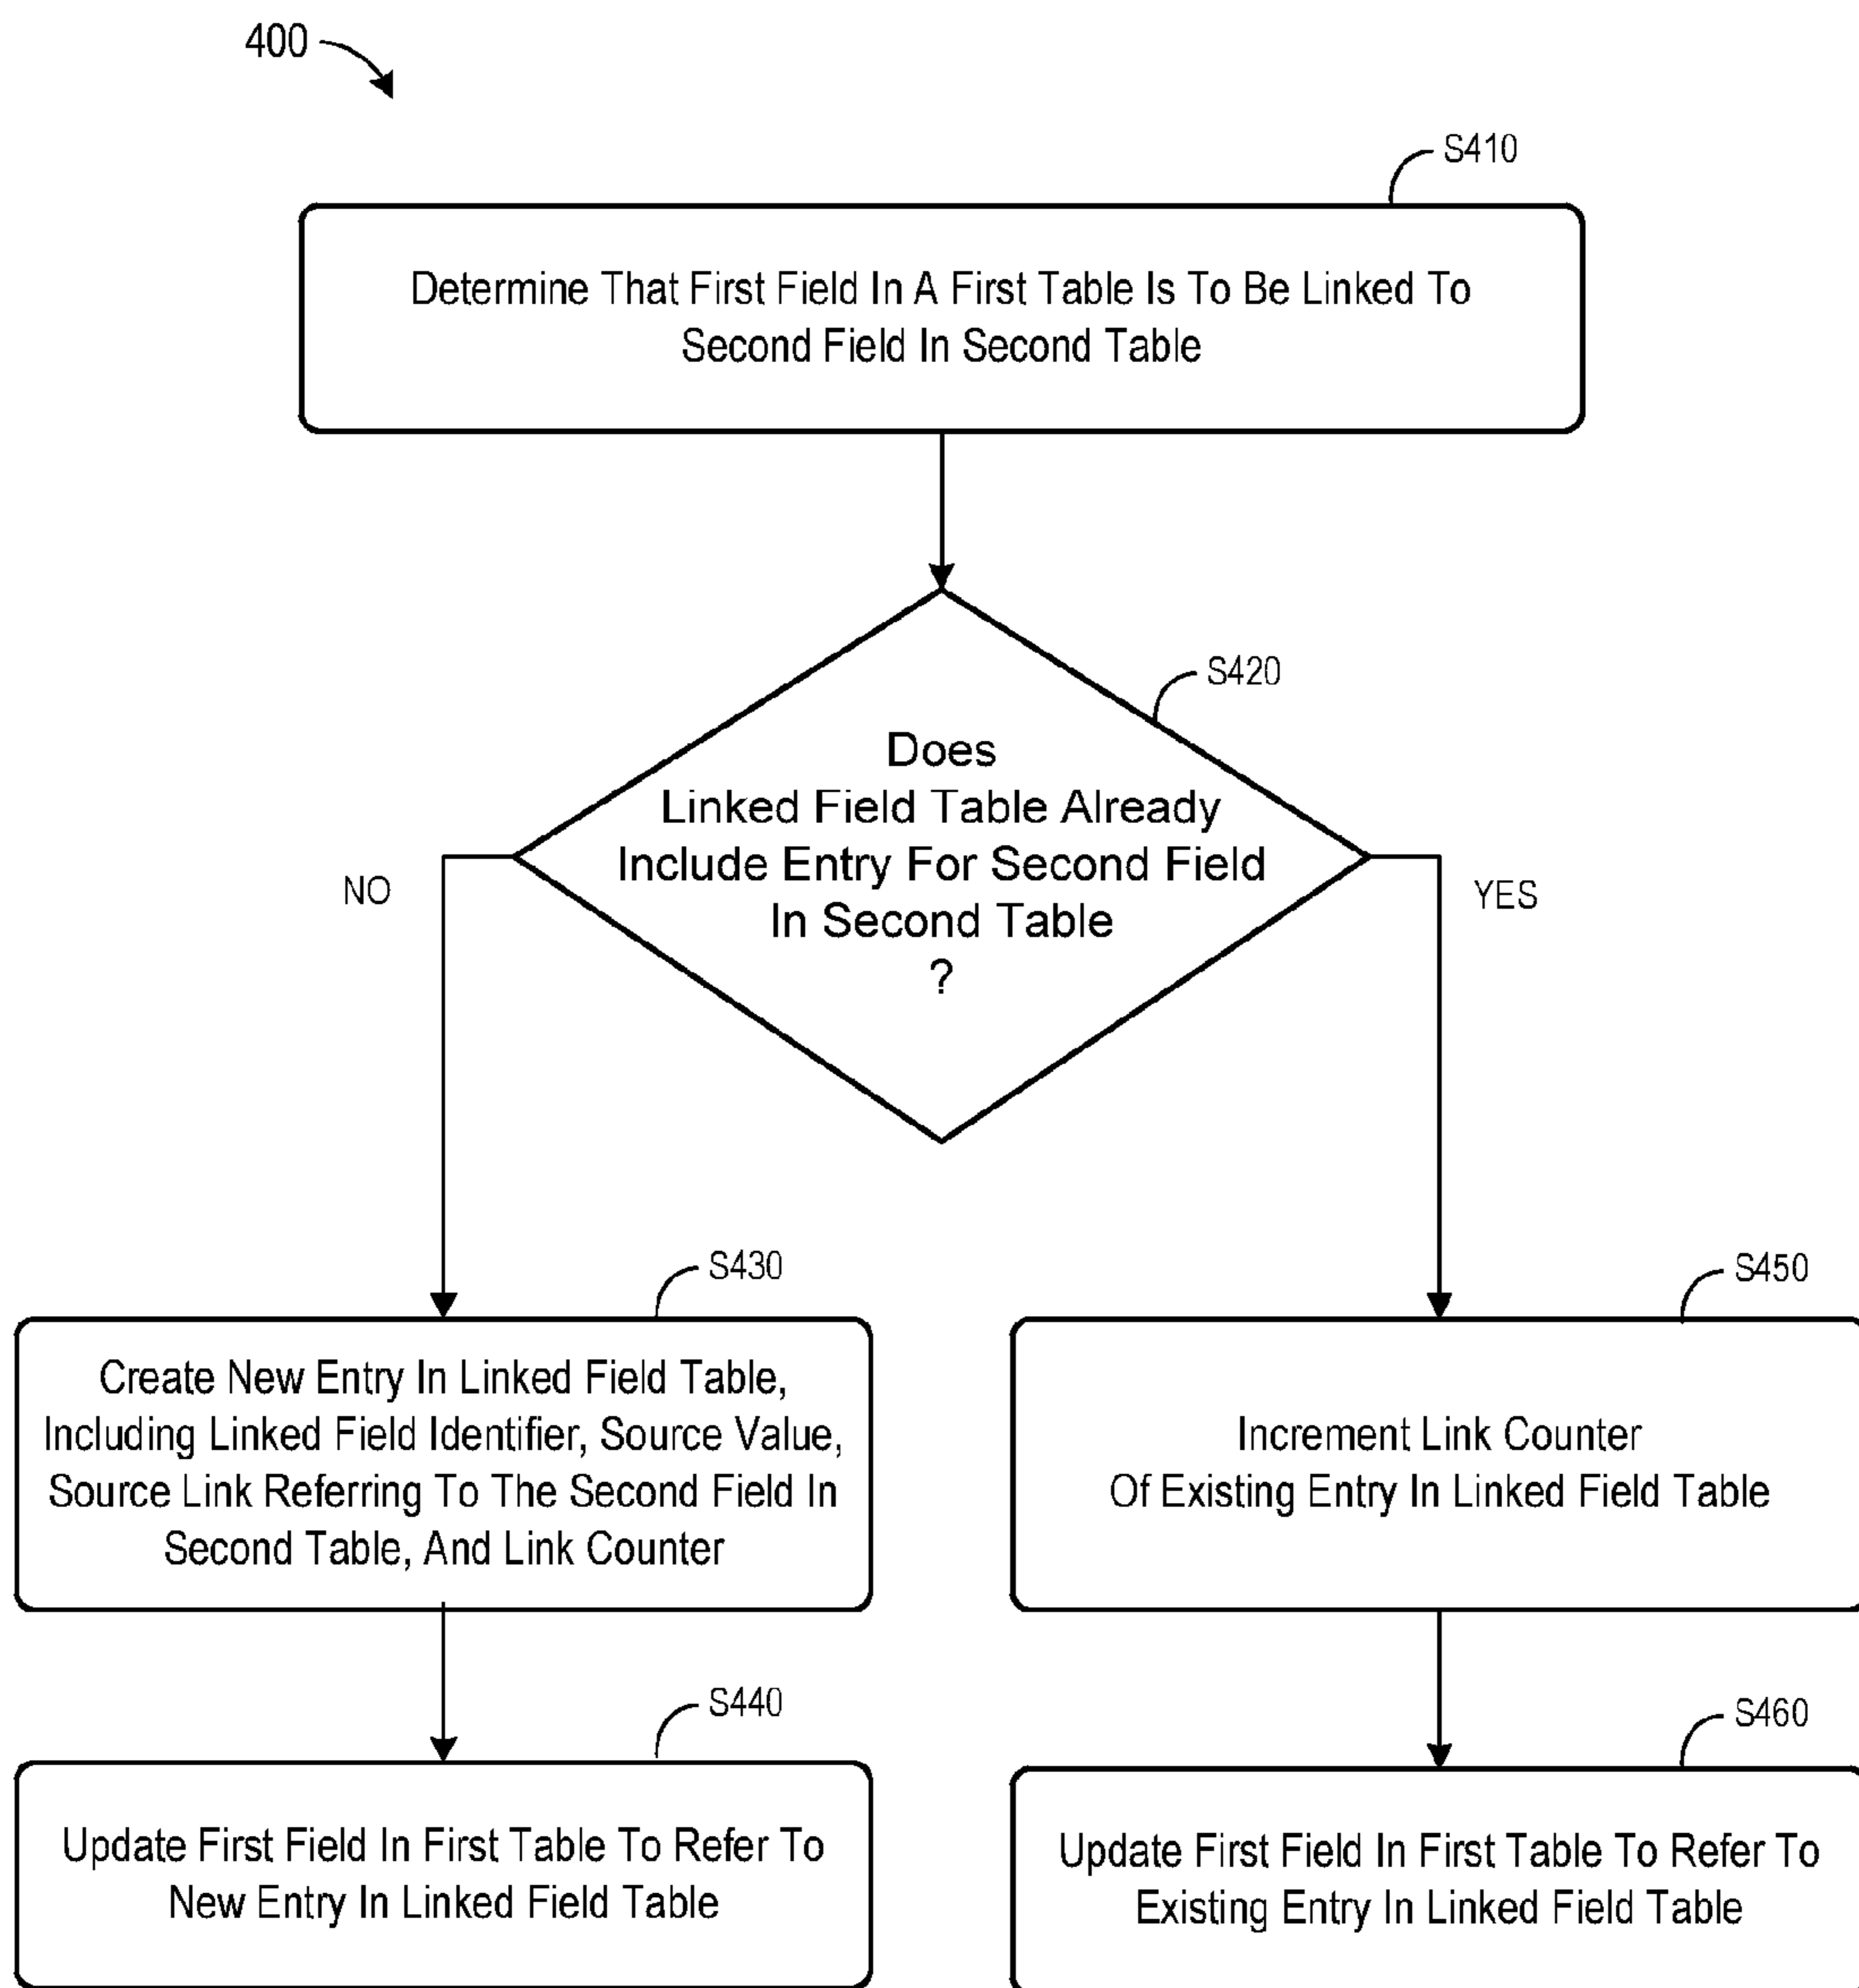 400
S410
Determine That First Field In A First Table Is To Be Linked To
Second Field In Second Table
S420
Does
Linked Field Table Already
Include Entry For Second Field
In Second Table
?
NO
YES
S430
Create New Entry In Linked Field Table,
Including Linked Field Identifier, Source Value,
Source Link Referring To The Second Field In
Second Table, And Link Counter
S450
Increment Link Counter
Of Existing Entry In Linked Field Table
S440
Update First Field In First Table To Refer To
New Entry In Linked Field Table
S460
Update First Field In First Table To Refer To
Existing Entry In Linked Field Table